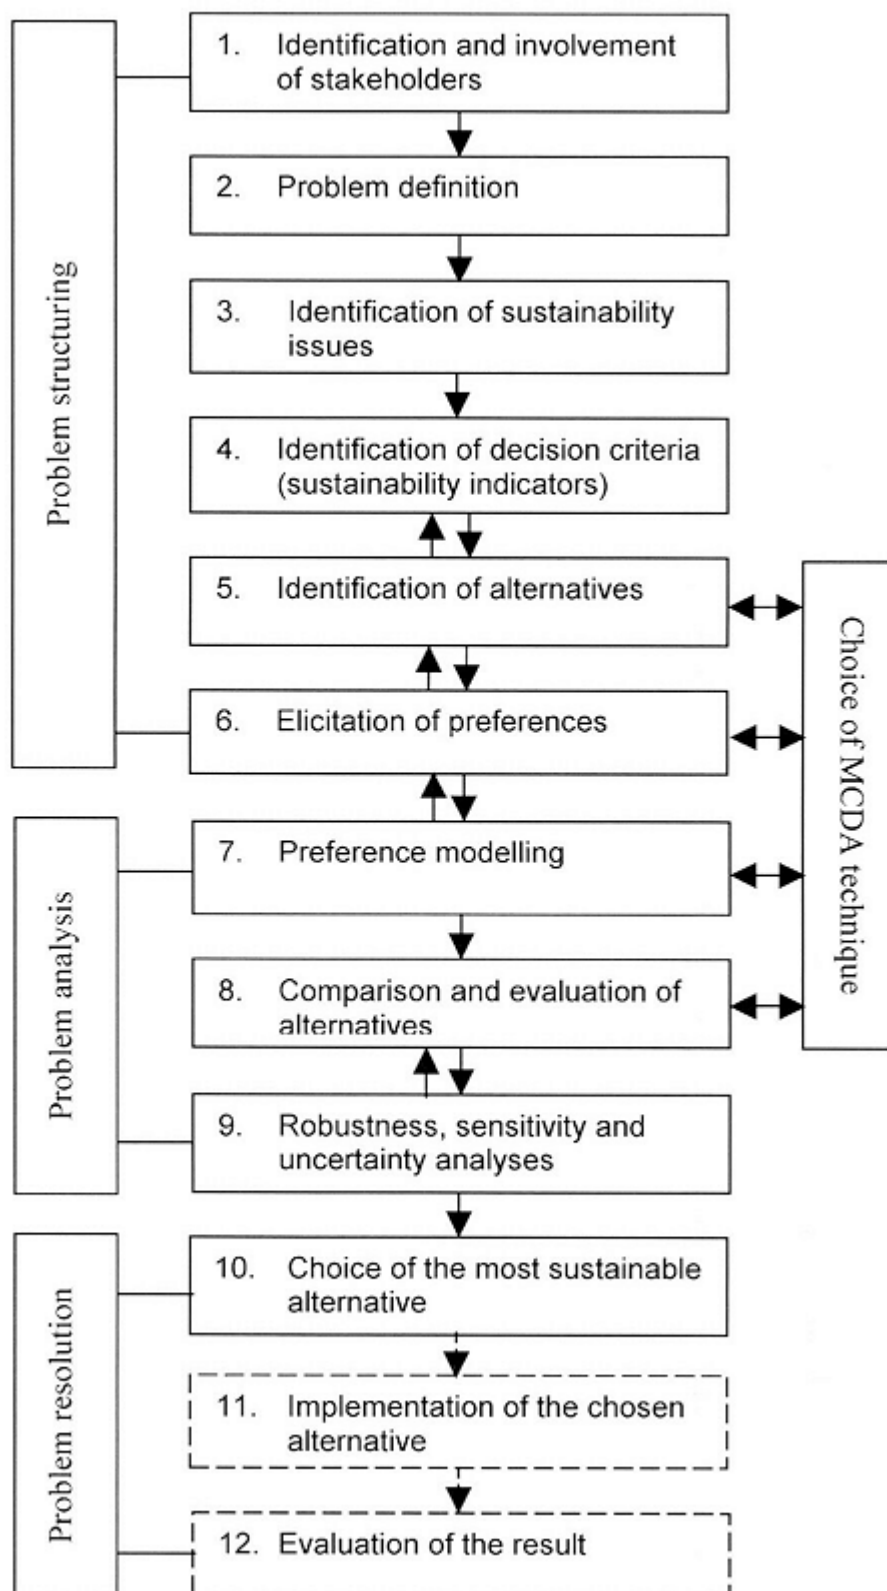 1. Identification and involvement
of stakeholders
2. Problem definition
3. Identification of sustainability
issues
4. Identification of decision criteria
(sustainability indicators)
5. Identification of alternatives
6. Elicitation of preferences
Problem structuring
7. Preference modelling
8. Comparison and evaluation of
alternatives
9. Robustness, sensitivity and
uncertainty analyses
Problem analysis
Choice of MCDA technique
10. Choice of the most sustainable
alternative
11. Implementation of the chosen
alternative
12. Evaluation of the result
Problem resolution